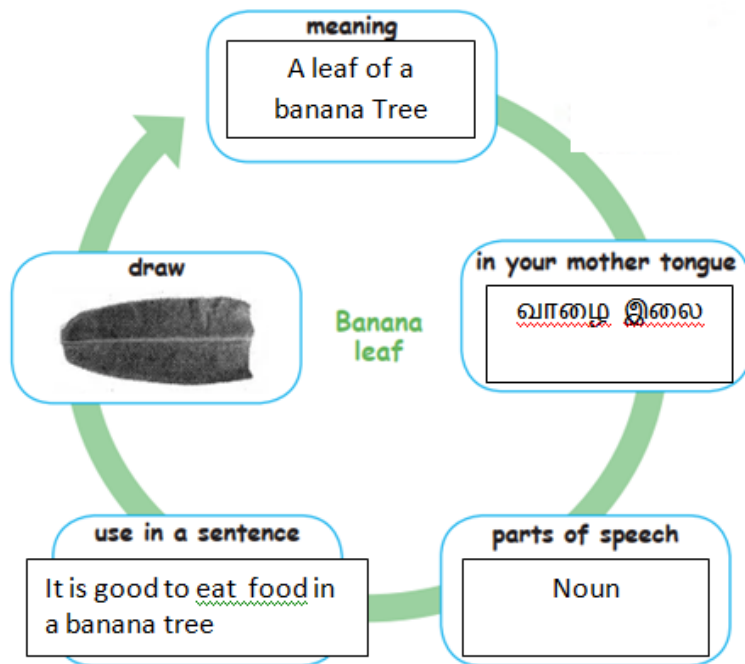 meaning
A leaf of a
banana Tree
in your mother tongue
வாழை இலை
parts of speech
Noun
use in a sentence
It is good to eat food in
a banana tree
draw
Banana
leaf